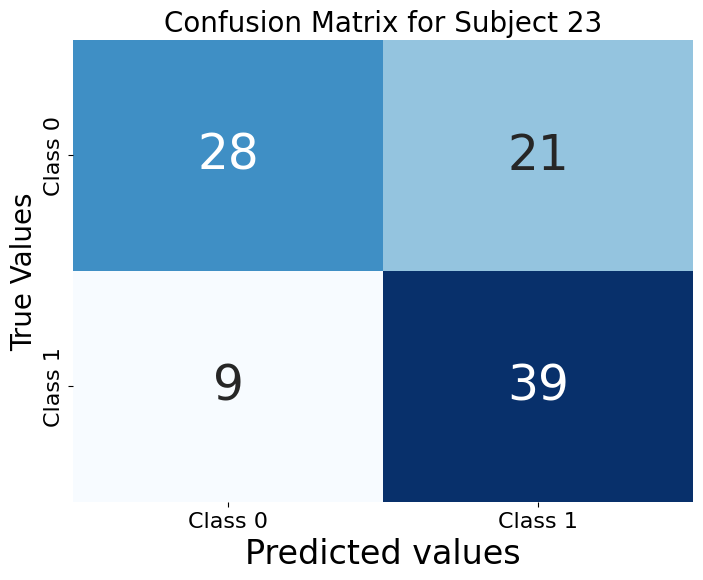 Confusion Matrix for Subject 23
True Values
Class 0
28
21
Class 1
9
39
Class 0
Class 1
Predicted values